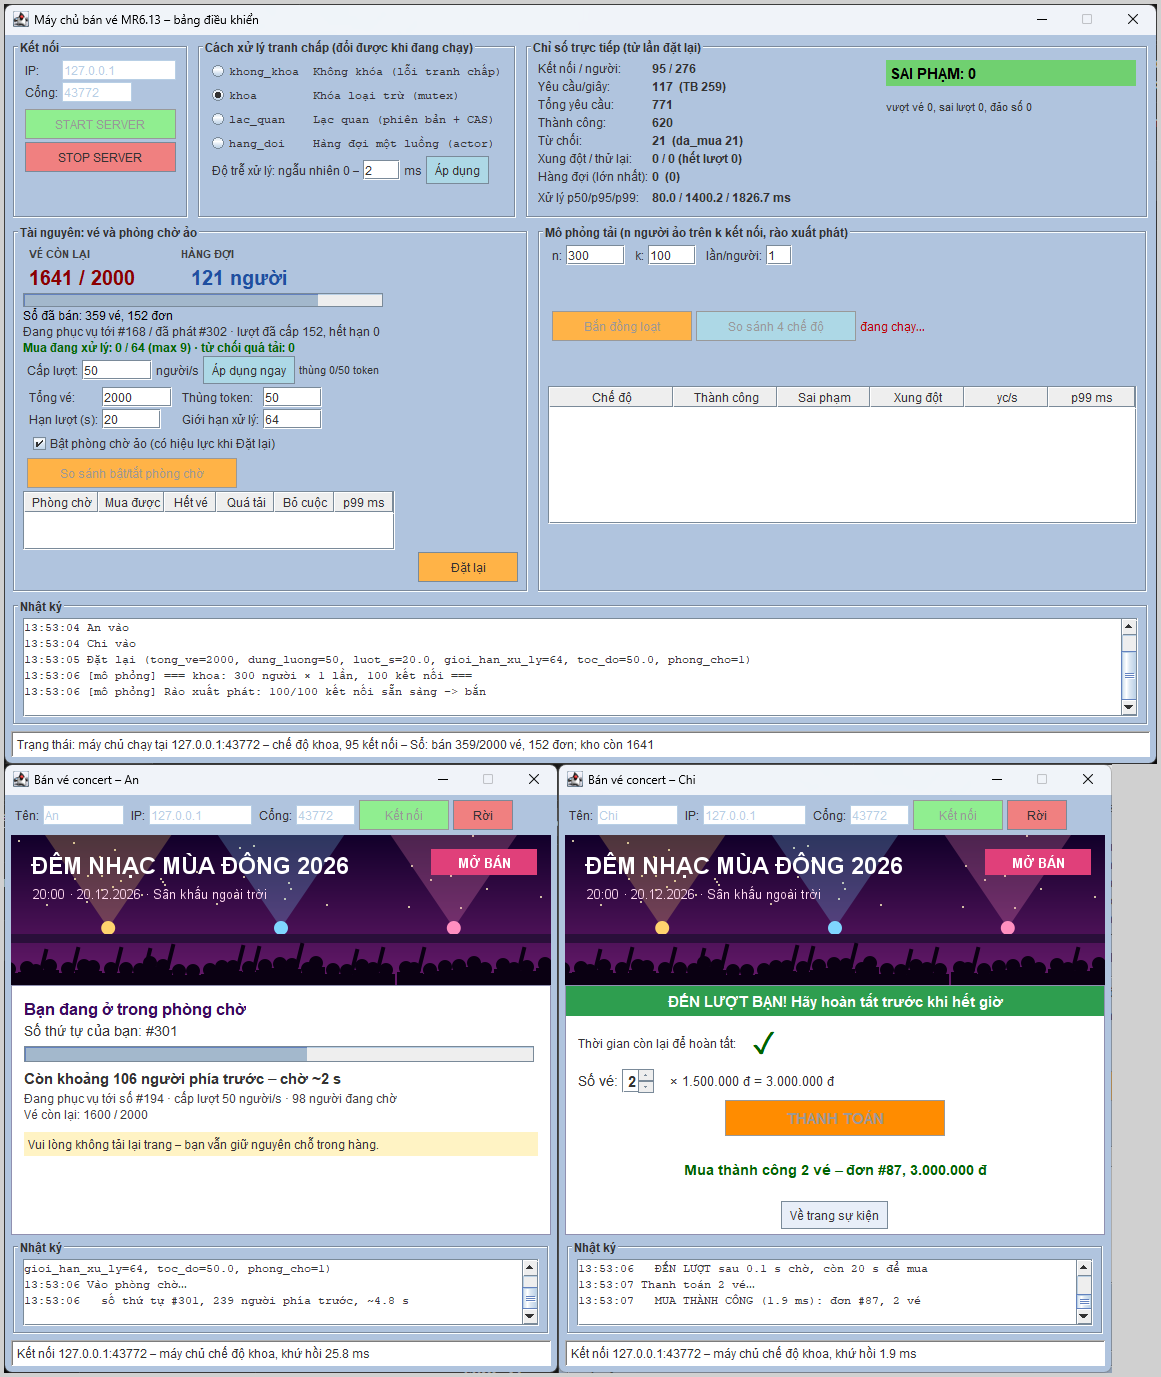 Máy chủ bán vé MR6.13 – bảng điều khiển
Kết nối
IP: 127.0.0.1
Cổng: 43772
START SERVER
STOP SERVER
Cách xử lý tranh chấp (đổi được khi đang chạy)
khong_khoa Không khóa (lỗi tranh chấp)
khoa Khóa loại trừ (mutex)
lac_quan Lạc quan (phiên bản + CAS)
hang_doi Hàng đợi một luồng (actor)
Độ trễ xử lý: ngẫu nhiên 0 – 2 ms Áp dụng
Chỉ số trực tiếp (từ lần đặt lại)
Kết nối / người: 95 / 276
Yêu cầu/giây: 117 (TB 259)
Tổng yêu cầu: 771
Thành công: 620
Từ chối: 21 (da_mua 21)
Xung đột / thử lại: 0 / 0 (hết lượt 0)
Hàng đợi (lớn nhất): 0 (0)
Xử lý p50/p95/p99: 80.0 / 1400.2 / 1826.7 ms
SAI PHẠM: 0
vượt vé 0, sai lượt 0, đảo số 0
Tài nguyên: vé và phòng chờ ảo
VÉ CÒN LẠI HÀNG ĐỢI
1641 / 2000 121 người
Sổ đã bán: 359 vé, 152 đơn
Đang phục vụ tới #168 / đã phát #302 · lượt đã cấp 152, hết hạn 0
Mua đang xử lý: 0 / 64 (max 9) · từ chối quá tải: 0
Cấp lượt: 50 người/s Áp dụng ngay thùng 0/50 token
Tổng vé: 2000 Thùng token: 50
Hạn lượt (s): 20 Giới hạn xử lý: 64
Bật phòng chờ ảo (có hiệu lực khi Đặt lại)
So sánh bật/tắt phòng chờ
Phòng chờ Mua được Hết vé Quá tải Bỏ cuộc p99 ms
Đặt lại
Mô phỏng tải (n người ảo trên k kết nối, rào xuất phát)
n: 300 k: 100 lần/người: 1
Bắn đồng loạt So sánh 4 chế độ đang chạy...
Chế độ Thành công Sai phạm Xung đột yc/s p99 ms
Nhật ký
13:53:04 An vào
13:53:04 Chi vào
13:53:05 Đặt lại (tong_ve=2000, dung_luong=50, luot_s=20.0, gioi_han_xu_ly=64, toc_do=50.0, phong_cho=1)
13:53:06 [mô phỏng] === khoa: 300 người × 1 lần, 100 kết nối ===
13:53:06 [mô phỏng] Rào xuất phát: 100/100 kết nối sẵn sàng -> bắn
Trạng thái: máy chủ chạy tại 127.0.0.1:43772 – chế độ khoa, 95 kết nối – Sổ: bán 359/2000 vé, 152 đơn; kho còn 1641
Bán vé concert – An
Tên: An IP: 127.0.0.1 Cổng: 43772 Kết nối Rời
ĐÊM NHẠC MÙA ĐÔNG 2026
MỞ BÁN
20:00 · 20.12.2026 · Sân khấu ngoài trời
Bạn đang ở trong phòng chờ
Số thứ tự của bạn: #301
Còn khoảng 106 người phía trước – chờ ~2 s
Đang phục vụ tới số #194 · cấp lượt 50 người/s · 98 người đang chờ
Vé còn lại: 1600 / 2000
Vui lòng không tải lại trang – bạn vẫn giữ nguyên chỗ trong hàng.
Nhật ký
gioi_han_xu_ly=64, toc_do=50.0, phong_cho=1)
13:53:06 Vào phòng chờ…
13:53:06 số thứ tự #301, 239 người phía trước, ~4.8 s
Kết nối 127.0.0.1:43772 – máy chủ chế độ khoa, khứ hồi 25.8 ms
Bán vé concert – Chi
Tên: Chi IP: 127.0.0.1 Cổng: 43772 Kết nối Rời
ĐÊM NHẠC MÙA ĐÔNG 2026
MỞ BÁN
20:00 · 20.12.2026 · Sân khấu ngoài trời
ĐẾN LƯỢT BẠN! Hãy hoàn tất trước khi hết giờ
Thời gian còn lại để hoàn tất: ✓
Số vé: 2 × 1.500.000 đ = 3.000.000 đ
THANH TOÁN
Mua thành công 2 vé – đơn #87, 3.000.000 đ
Về trang sự kiện
Nhật ký
13:53:06 ĐẾN LƯỢT sau 0.1 s chờ, còn 20 s để mua
13:53:07 Thanh toán 2 vé…
13:53:07 MUA THÀNH CÔNG (1.9 ms): đơn #87, 2 vé
Kết nối 127.0.0.1:43772 – máy chủ chế độ khoa, khứ hồi 1.9 ms